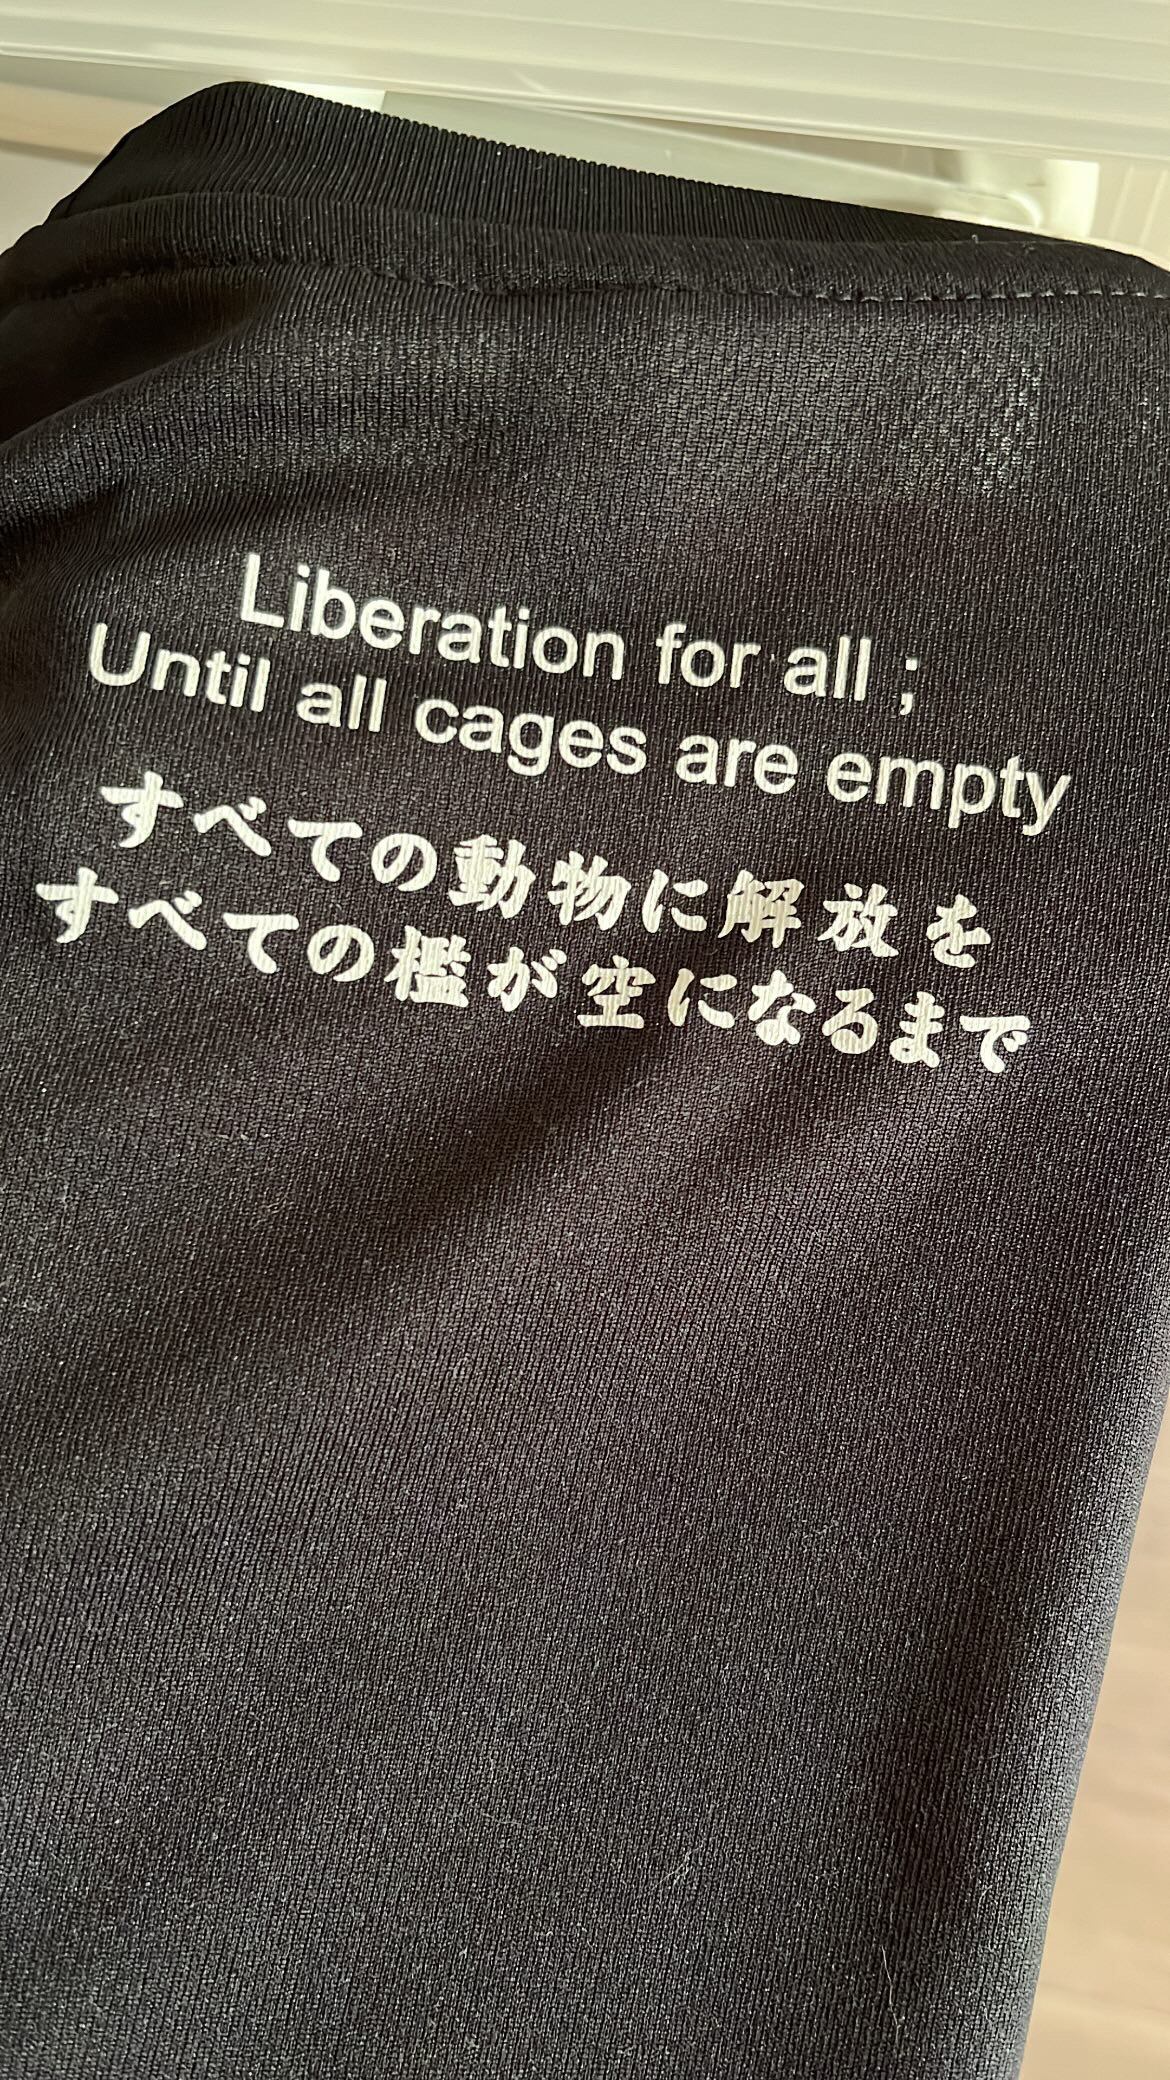 Liberation for all ;
Until all cages are empty
すべての動物に解放を
すべての檻が空になるまで